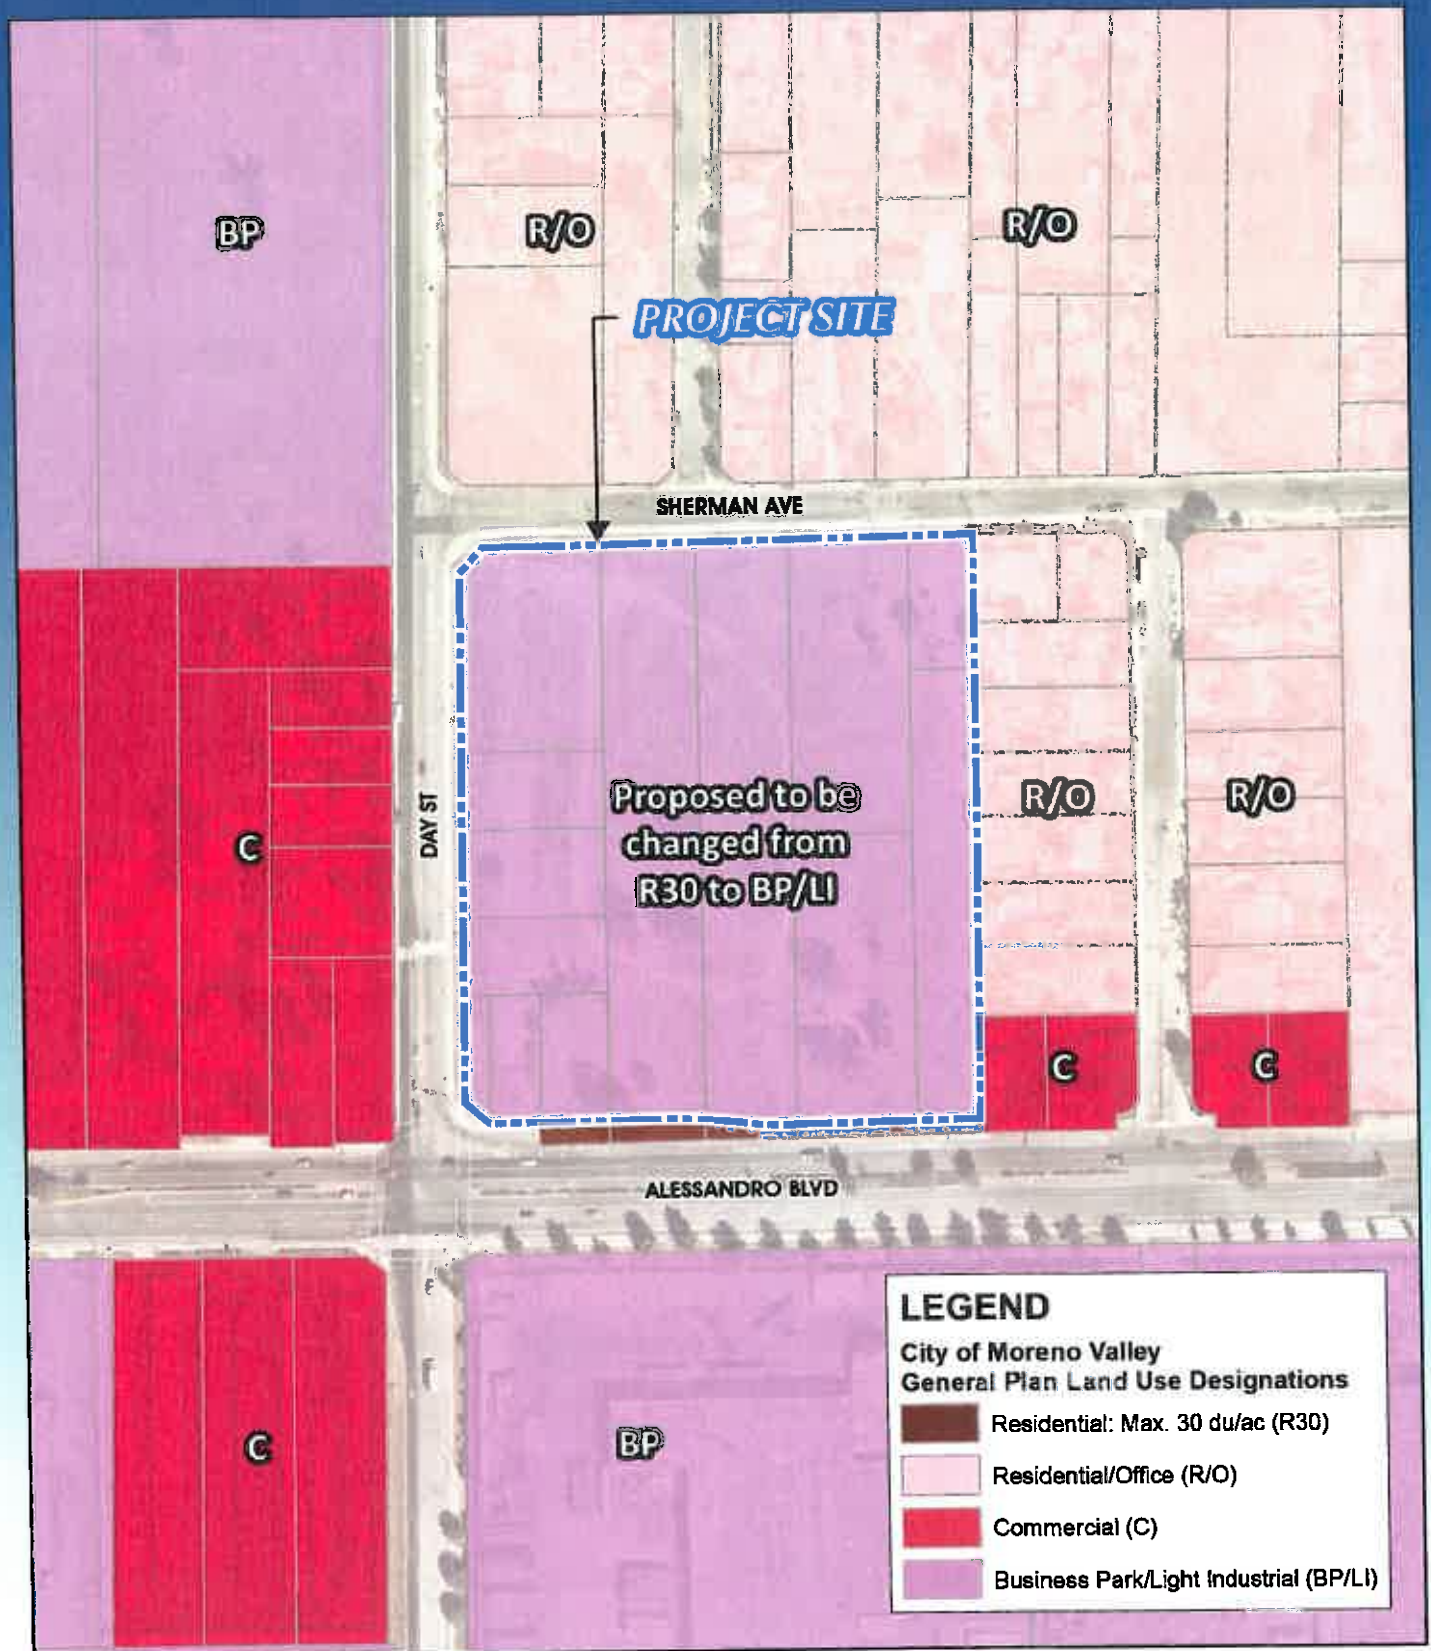 BP
R/O
R/O
PROJECT SITE
SHERMAN AVE
DAY ST
Proposed to be
changed from
R30 to BP/LI
C
R/O
R/O
C
C
ALESSANDRO BLVD
C
BP
LEGEND
City of Moreno Valley
General Plan Land Use Designations
Residential: Max. 30 du/ac (R30)
Residential/Office (R/O)
Commercial (C)
Business Park/Light Industrial (BP/LI)